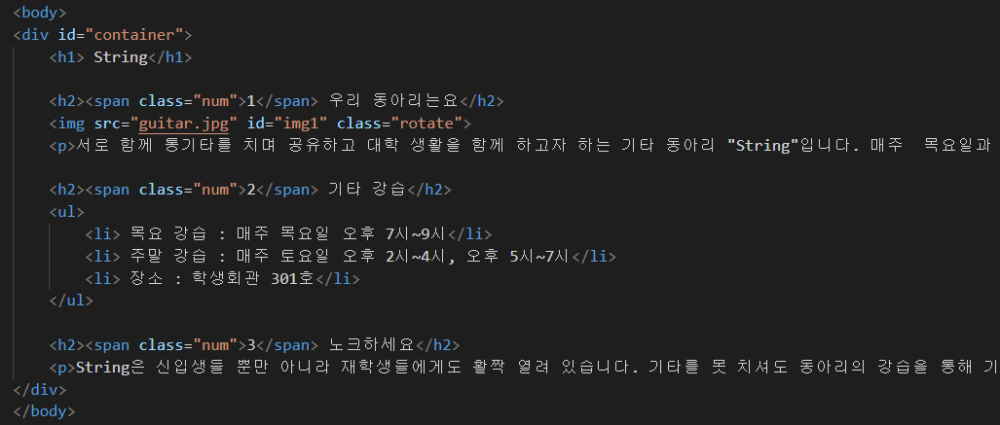 <body>
<div id="container">
<h1> String</h1>
<h2><span class="num">1</span> 우리 동아리는요</h2>
<img src="guitar.jpg" id="img1" class="rotate">
<p>서로 함께 통기타를 치며 공유하고 대학 생활을 함께 하고자 하는 기타 동아리 "String"입니다. 매주  목요일과
<h2><span class="num">2</span> 기타 강습</h2>
<ul>
<li> 목요 강습 : 매주 목요일 오후 7시~9시</li>
<li> 주말 강습 : 매주 토요일 오후 2시~4시, 오후 5시~7시</li>
<li> 장소 : 학생회관 301호</li>
</ul>
<h2><span class="num">3</span> 노크하세요</h2>
<p>String은 신입생들 뿐만 아니라 재학생들에게도 활짝 열려 있습니다. 기타를 못 치셔도 동아리의 강습을 통해 기
</div>
</body>